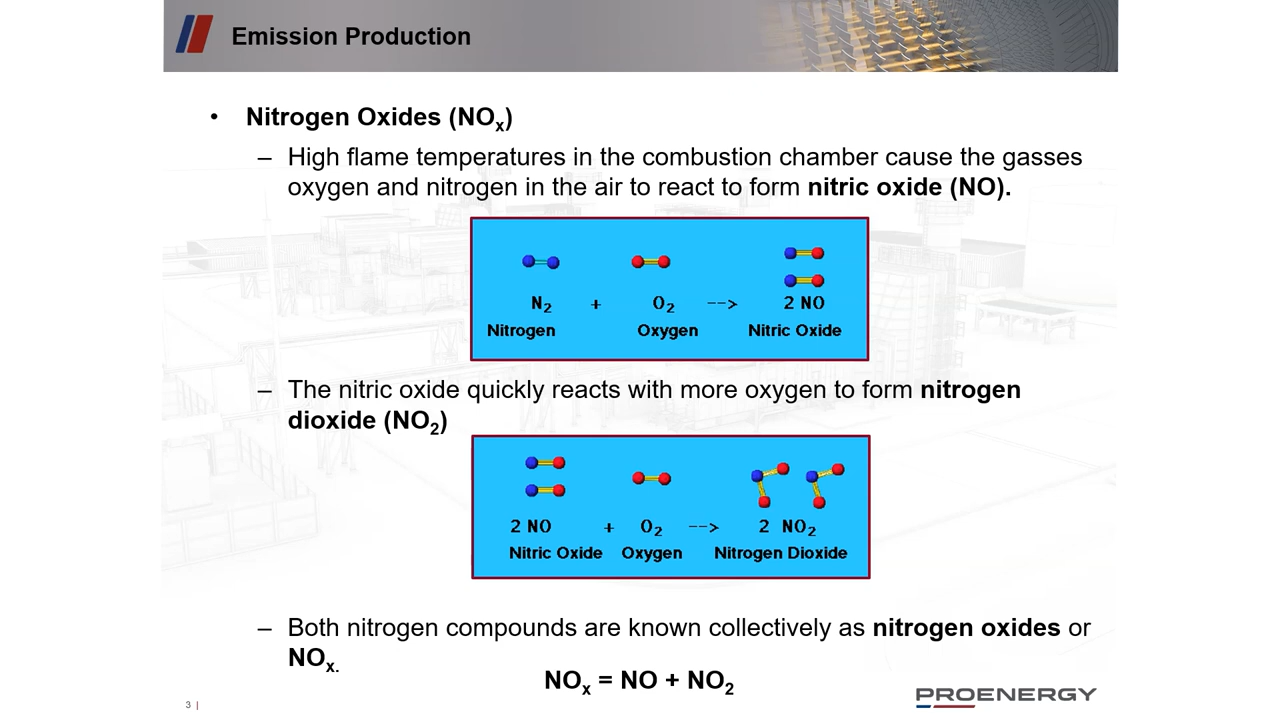 Emission Production
• Nitrogen Oxides (NOx)
– High flame temperatures in the combustion chamber cause the gasses
oxygen and nitrogen in the air to react to form nitric oxide (NO).
N2 + O2 --> 2 NO
Nitrogen Oxygen Nitric Oxide
– The nitric oxide quickly reacts with more oxygen to form nitrogen
dioxide (NO2)
2 NO + O2 --> 2 NO2
Nitric Oxide Oxygen Nitrogen Dioxide
– Both nitrogen compounds are known collectively as nitrogen oxides or
NOx.
NOx = NO + NO2
3 |
PROENERGY